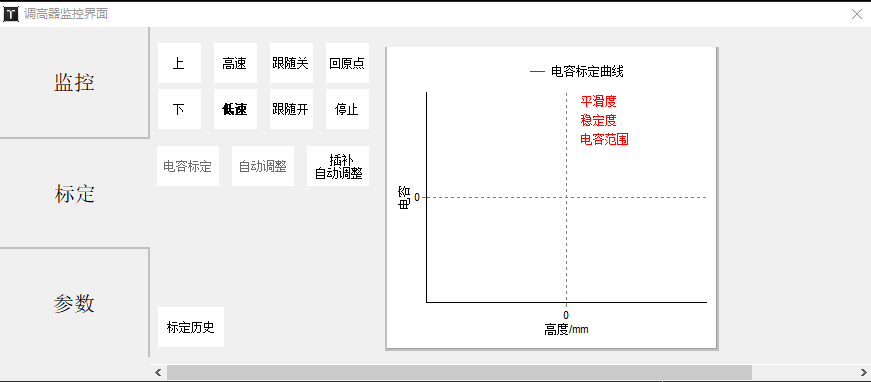 调高器监控界面
监控
标定
参数
上
高速
跟随关
回原点
下
低速
跟随开
停止
电容标定
自动调整
插补
自动调整
标定历史
电容标定曲线
平滑度
稳定度
电容范围
电容
0
0
高度/mm